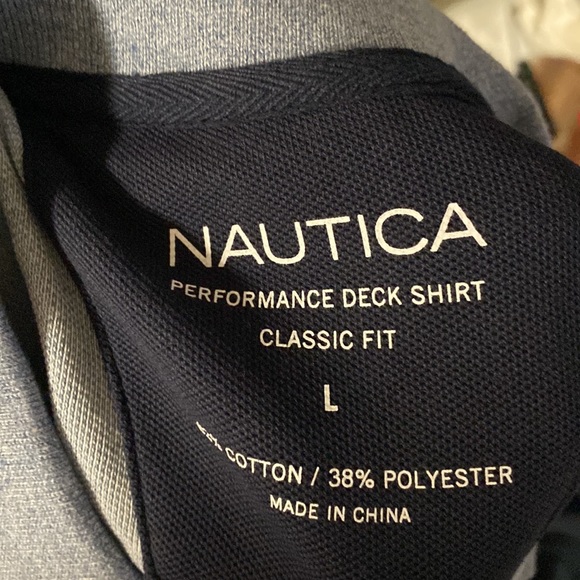 NAUTICA
PERFORMANCE DECK SHIRT
CLASSIC FIT
L
COTTON / 38% POLYESTER
MADE IN CHINA